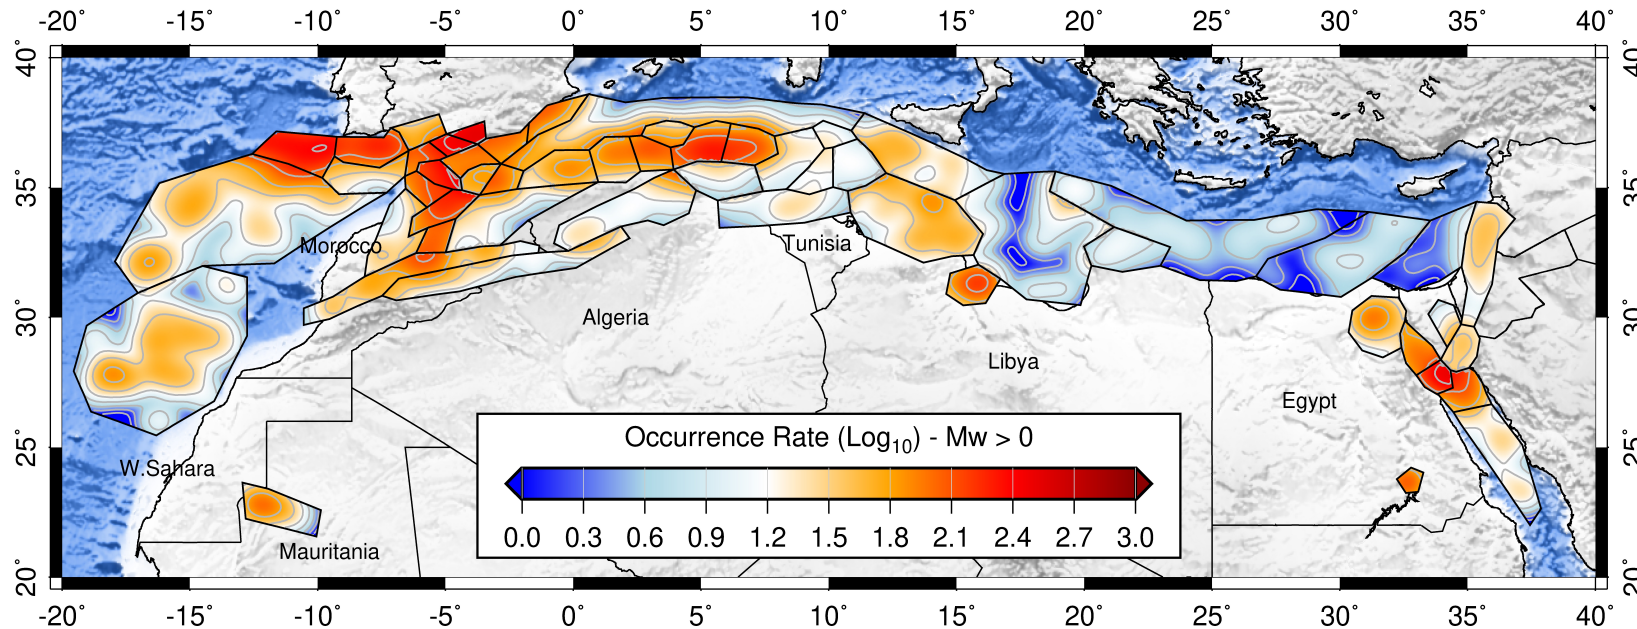 -20° -15° -10° -5° 0° 5° 10° 15° 20° 25° 30° 35° 40°
40° 40°
35° 35°
Morocco Tunisia
30° 30°
Algeria
Libya
Egypt
Occurrence Rate (Log10) - Mw > 0
25° 25°
W.Sahara
0.0 0.3 0.6 0.9 1.2 1.5 1.8 2.1 2.4 2.7 3.0
Mauritania
20° 20°
-20° -15° -10° -5° 0° 5° 10° 15° 20° 25° 30° 35° 40°